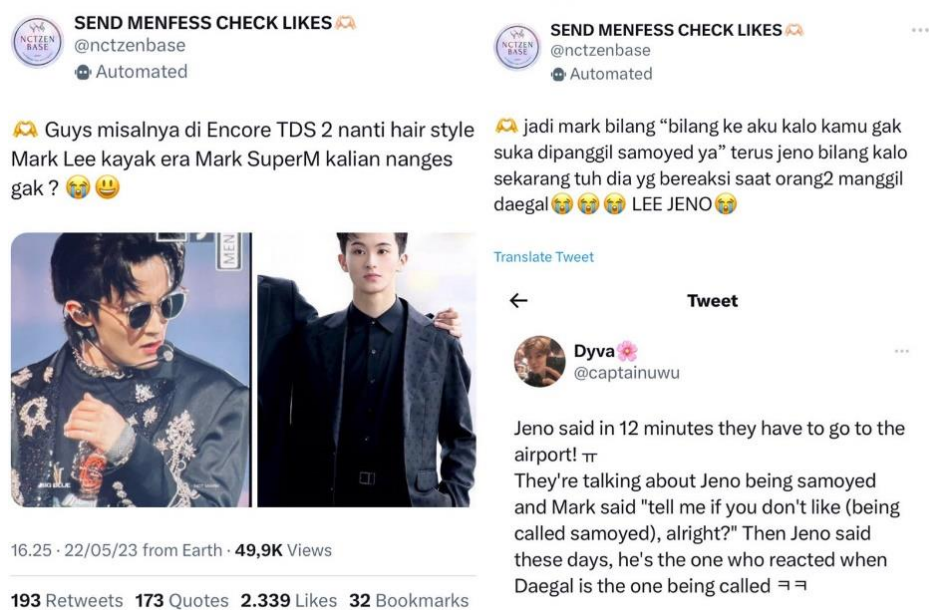 SEND MENFESS CHECK LIKES🫶
@nctzenbase
Automated
🫶 Guys misalnya di Encore TDS 2 nanti hair style
Mark Lee kayak era Mark SuperM kalian nanges
gak ? 😭😃
MEN
16.25 · 22/05/23 from Earth · 49,9K Views
193 Retweets 173 Quotes 2.339 Likes 32 Bookmarks
SEND MENFESS CHECK LIKES🫶
@nctzenbase
Automated
🫶 jadi mark bilang “bilang ke aku kalo kamu gak
suka dipanggil samoyed ya” terus jeno bilang kalo
sekarang tuh dia yg bereaksi saat orang2 manggil
daegal😭😭😭 LEE JENO😭
Translate Tweet
Tweet
Dyva🌸
@captainuwu
Jeno said in 12 minutes they have to go to the
airport! ㅠ
They're talking about Jeno being samoyed
and Mark said "tell me if you don't like (being
called samoyed), alright?" Then Jeno said
these days, he's the one who reacted when
Daegal is the one being called ㅋㅋ
NCTZEN
BASE
NCTZEN
BASE